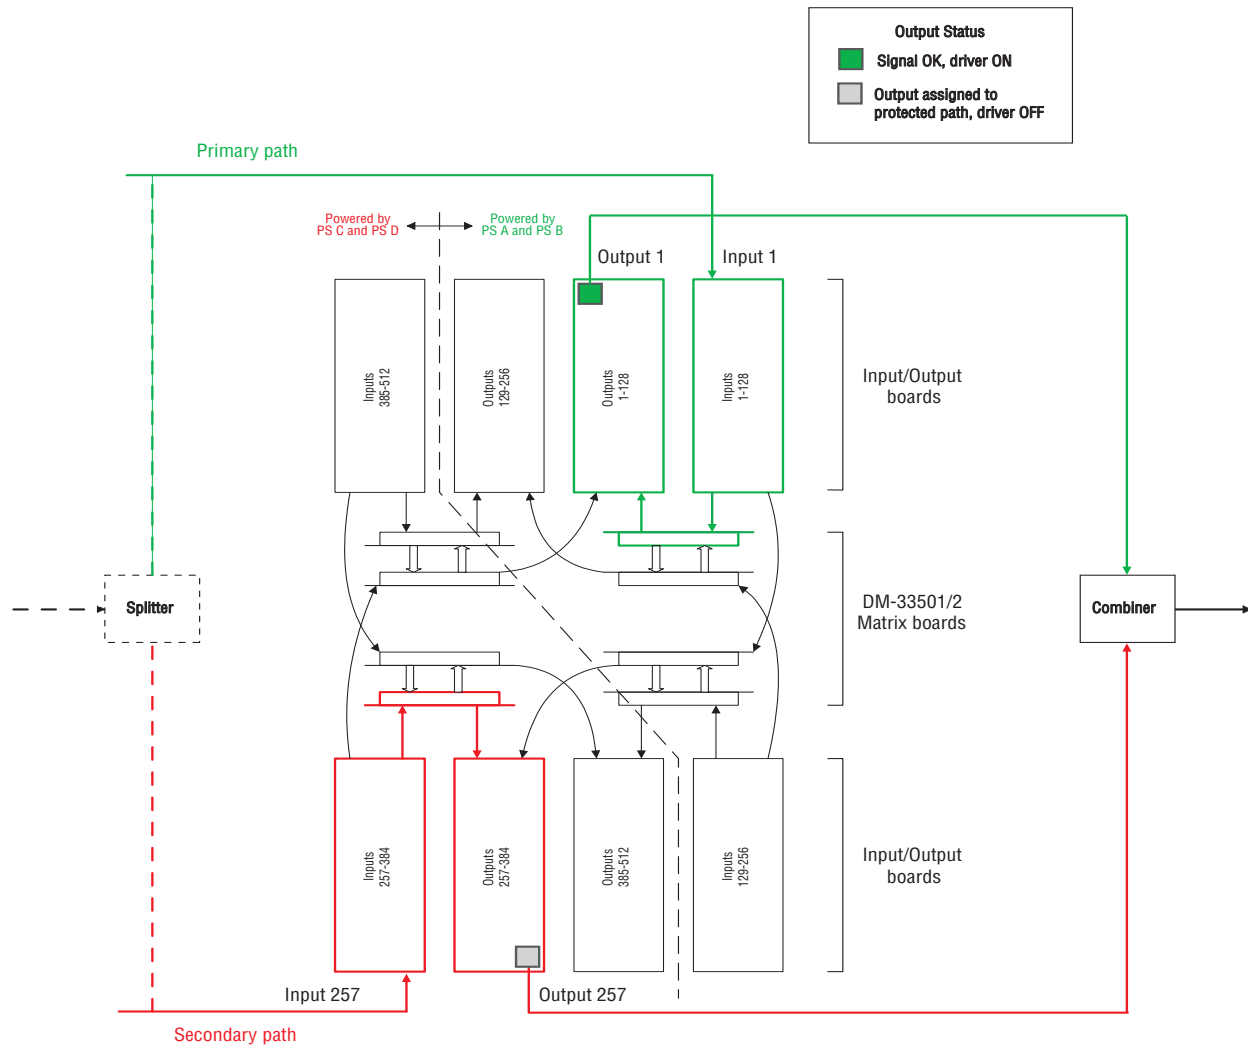 Output Status
Signal OK, driver ON
Output assigned to
protected path, driver OFF
Primary path
Powered by
PS C and PS D
Powered by
PS A and PS B
Output 1
Input 1
Inputs
385-512
Outputs
129-256
Outputs
1-128
Inputs
1-128
Input/Output
boards
Splitter
DM-33501/2
Matrix boards
Combiner
Inputs
257-384
Outputs
257-384
Outputs
385-512
Inputs
129-256
Input/Output
boards
Input 257
Output 257
Secondary path